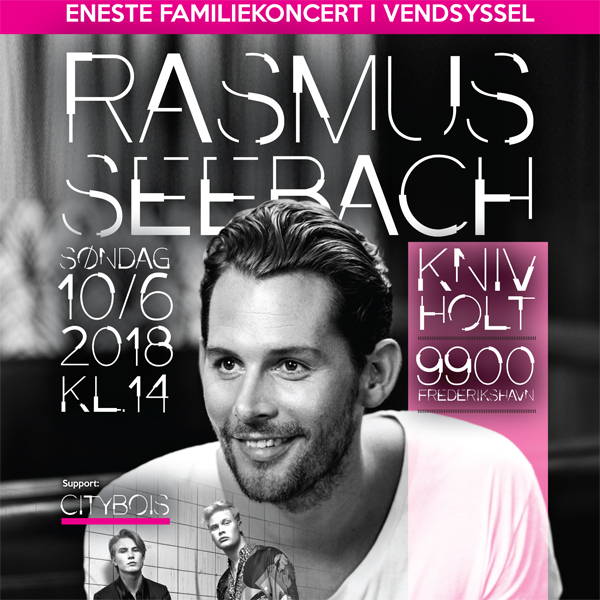 ENESTE FAMILIEKONCERT I VENDSYSSEL
RASMUS
SEEBACH
SØNDAG
10/6
2018
KL.14
KNIV
HOLT
9900
FREDERIKSHAVN
Support:
CITYBOIS